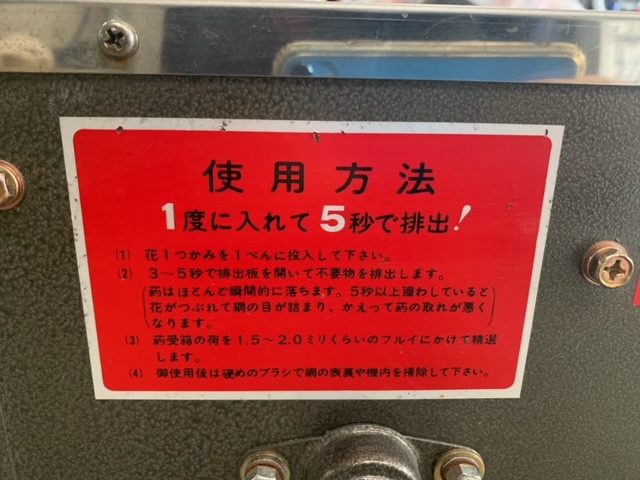 使用方法
1度に入れて5秒で排出!
(1) 花1つかみを1ぺんに投入して下さい。
(2) 3～5秒で排出板を開いて不要物を排出します。
(葯はほとんど瞬間的に落ちます。5秒以上廻わしていると
花がつぶれて網の目が詰まり、かえって葯の取れが悪く
なります。)
(3) 葯受箱の荷を1.5～2.0ミリくらいのフルイにかけて精選
します。
(4) 御使用後は硬めのブラシで網の表裏や機内を掃除して下さい。